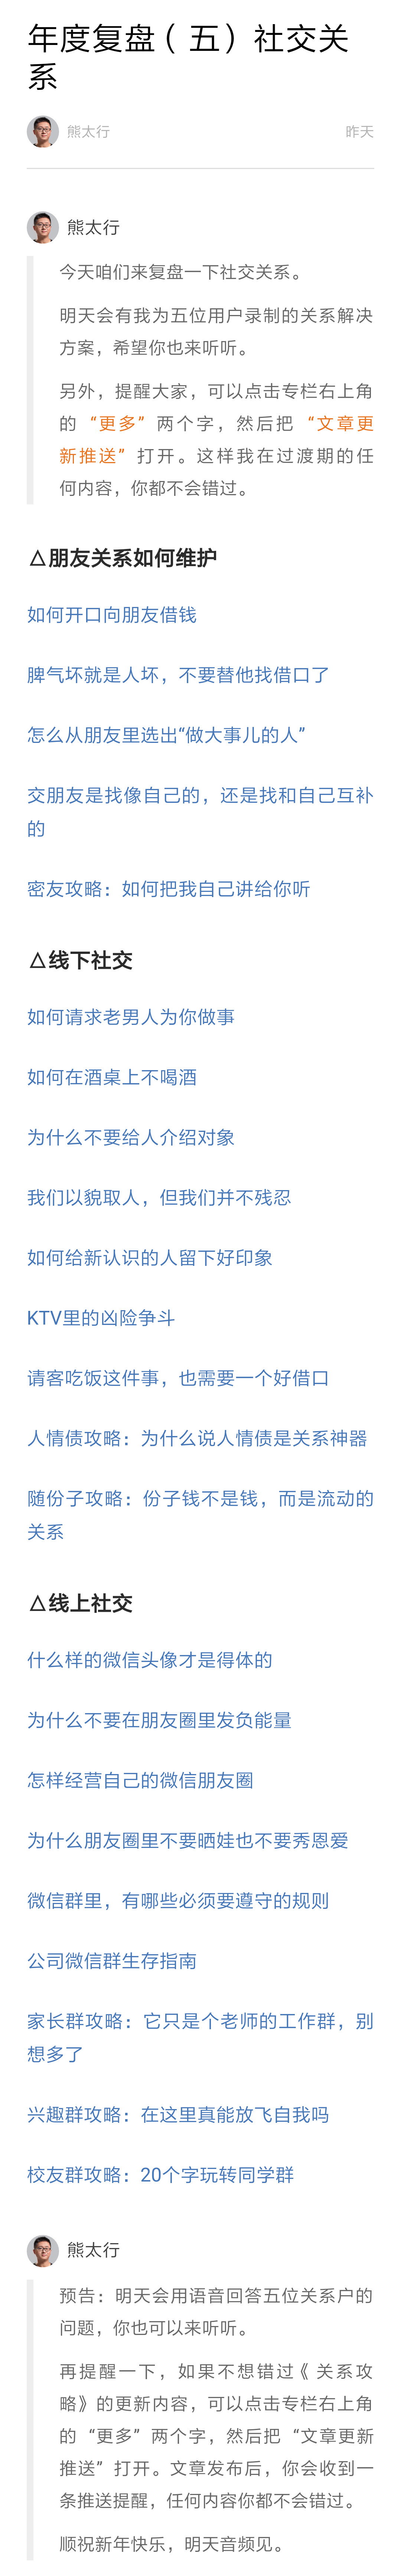 年度复盘（五）社交关
系
熊太行 昨天
熊太行
今天咱们来复盘一下社交关系。
明天会有我为五位用户录制的关系解决
方案，希望你也来听听。
另外，提醒大家，可以点击专栏右上角
的“更多”两个字，然后把“文章更
新推送”打开。这样我在过渡期的任
何内容，你都不会错过。
△朋友关系如何维护
如何开口向朋友借钱
脾气坏就是人坏，不要替他找借口了
怎么从朋友里选出“做大事儿的人”
交朋友是找像自己的，还是找和自己互补
的
密友攻略：如何把我自己讲给你听
△线下社交
如何请求老男人为你做事
如何在酒桌上不喝酒
为什么不要给人介绍对象
我们以貌取人，但我们并不残忍
如何给新认识的人留下好印象
KTV里的凶险争斗
请客吃饭这件事，也需要一个好借口
人情债攻略：为什么说人情债是关系神器
随份子攻略：份子钱不是钱，而是流动的
关系
△线上社交
什么样的微信头像才是得体的
为什么不要在朋友圈里发负能量
怎样经营自己的微信朋友圈
为什么朋友圈里不要晒娃也不要秀恩爱
微信群里，有哪些必须要遵守的规则
公司微信群生存指南
家长群攻略：它只是个老师的工作群，别
想多了
兴趣群攻略：在这里真能放飞自我吗
校友群攻略：20个字玩转同学群
熊太行
预告：明天会用语音回答五位关系户的
问题，你也可以来听听。
再提醒一下，如果不想错过《关系攻
略》的更新内容，可以点击专栏右上角
的“更多”两个字，然后把“文章更新
推送”打开。文章发布后，你会收到一
条推送提醒，任何内容你都不会错过。
顺祝新年快乐，明天音频见。